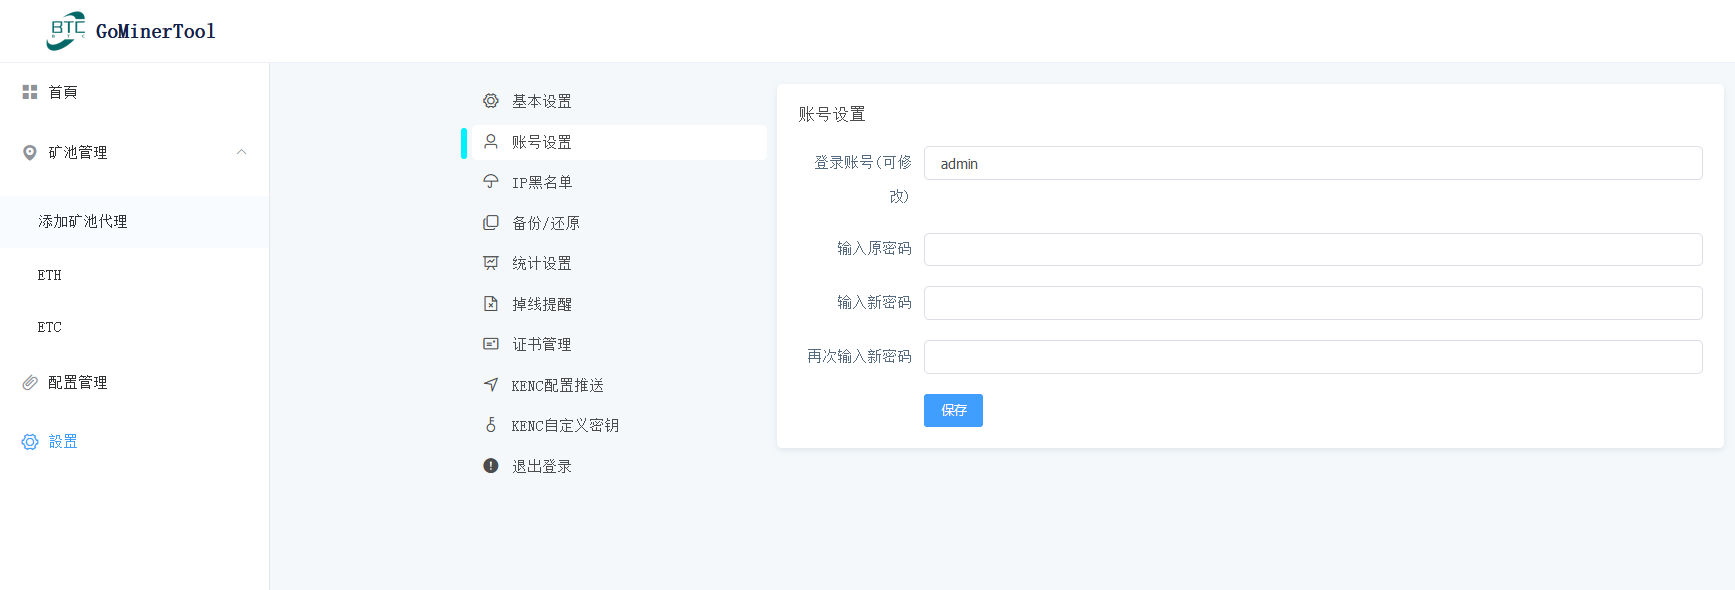 BTC
B T C
GoMinerTool
首頁
矿池管理
添加矿池代理
ETH
ETC
配置管理
設置
基本设置
账号设置
IP黑名单
备份/还原
统计设置
掉线提醒
证书管理
KENC配置推送
KENC自定义密钥
退出登录
账号设置
登录账号(可修
改)
admin
输入原密码
输入新密码
再次输入新密码
保存